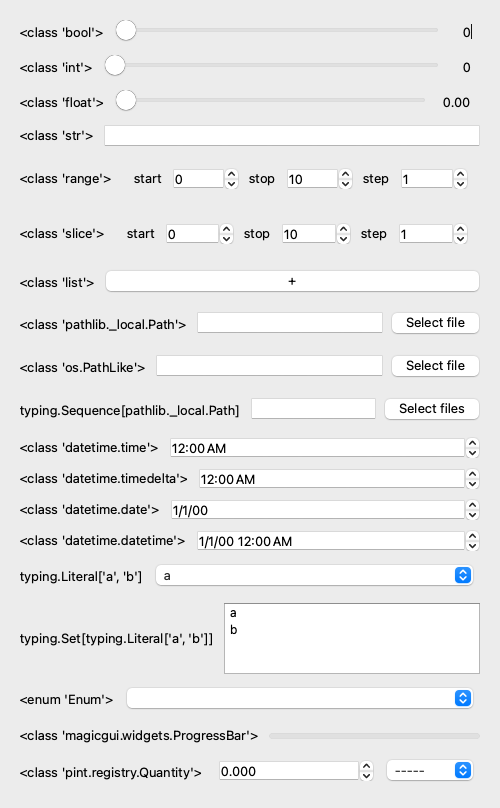 <class 'bool'> 0
<class 'int'> 0
<class 'float'> 0.00
<class 'str'>
<class 'range'> start 0 stop 10 step 1
<class 'slice'> start 0 stop 10 step 1
<class 'list'> +
<class 'pathlib._local.Path'> Select file
<class 'os.PathLike'> Select file
typing.Sequence[pathlib._local.Path] Select files
<class 'datetime.time'> 12:00 AM
<class 'datetime.timedelta'> 12:00 AM
<class 'datetime.date'> 1/1/00
<class 'datetime.datetime'> 1/1/00 12:00 AM
typing.Literal['a', 'b'] a
typing.Set[typing.Literal['a', 'b']] a
b
<enum 'Enum'>
<class 'magicgui.widgets.ProgressBar'>
<class 'pint.registry.Quantity'> 0.000 -----